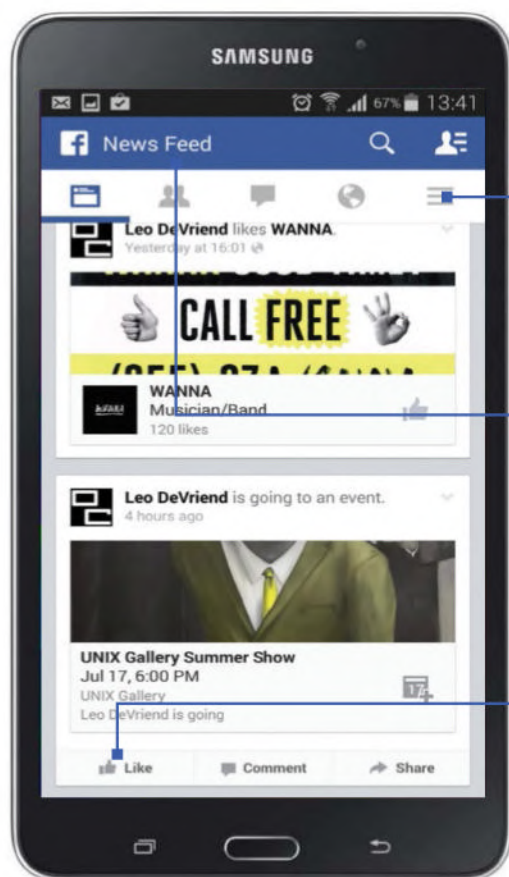 SAMSUNG
67% 13:41
f News Feed
Leo DeVriend likes WANNA.
Yesterday at 16:01
CALL FREE
WANNA
Musician/Band
120 likes
Leo DeVriend is going to an event.
4 hours ago
UNIX Gallery Summer Show
Jul 17, 6:00 PM
17
UNIX Gallery
Leo DeVriend is going
Like Comment Share